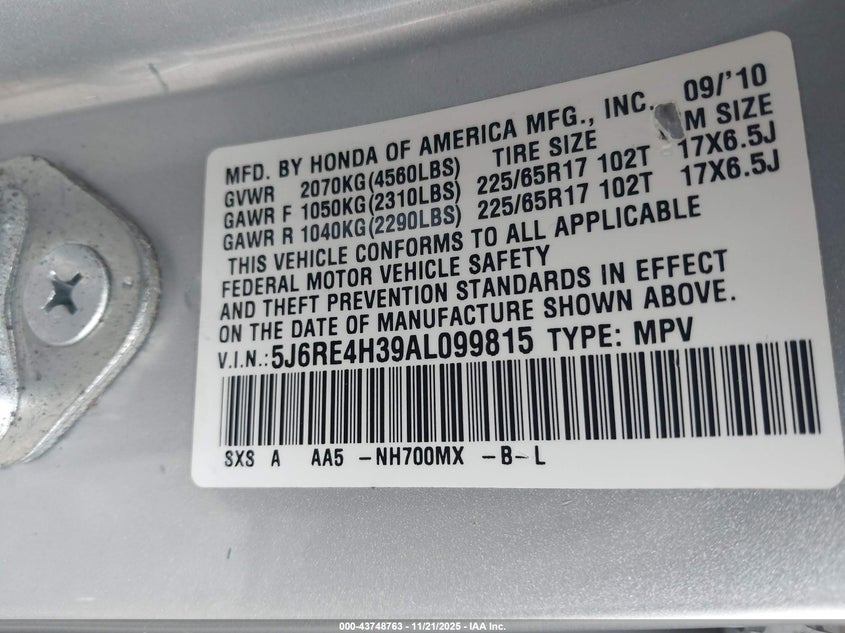 MFD. BY HONDA OF AMERICA MFG., INC. 09/'10
GVWR 2070KG(4560LBS) TIRE SIZE M SIZE
GAWR F 1050KG(2310LBS) 225/65R17 102T 17X6.5J
GAWR R 1040KG(2290LBS) 225/65R17 102T 17X6.5J
THIS VEHICLE CONFORMS TO ALL APPLICABLE
FEDERAL MOTOR VEHICLE SAFETY
AND THEFT PREVENTION STANDARDS IN EFFECT
ON THE DATE OF MANUFACTURE SHOWN ABOVE.
V.I.N.: 5J6RE4H39AL099815 TYPE: MPV
SXS A AA5 -NH700MX -B- L
000-43748763 - 11/21/2025 - IAA Inc.